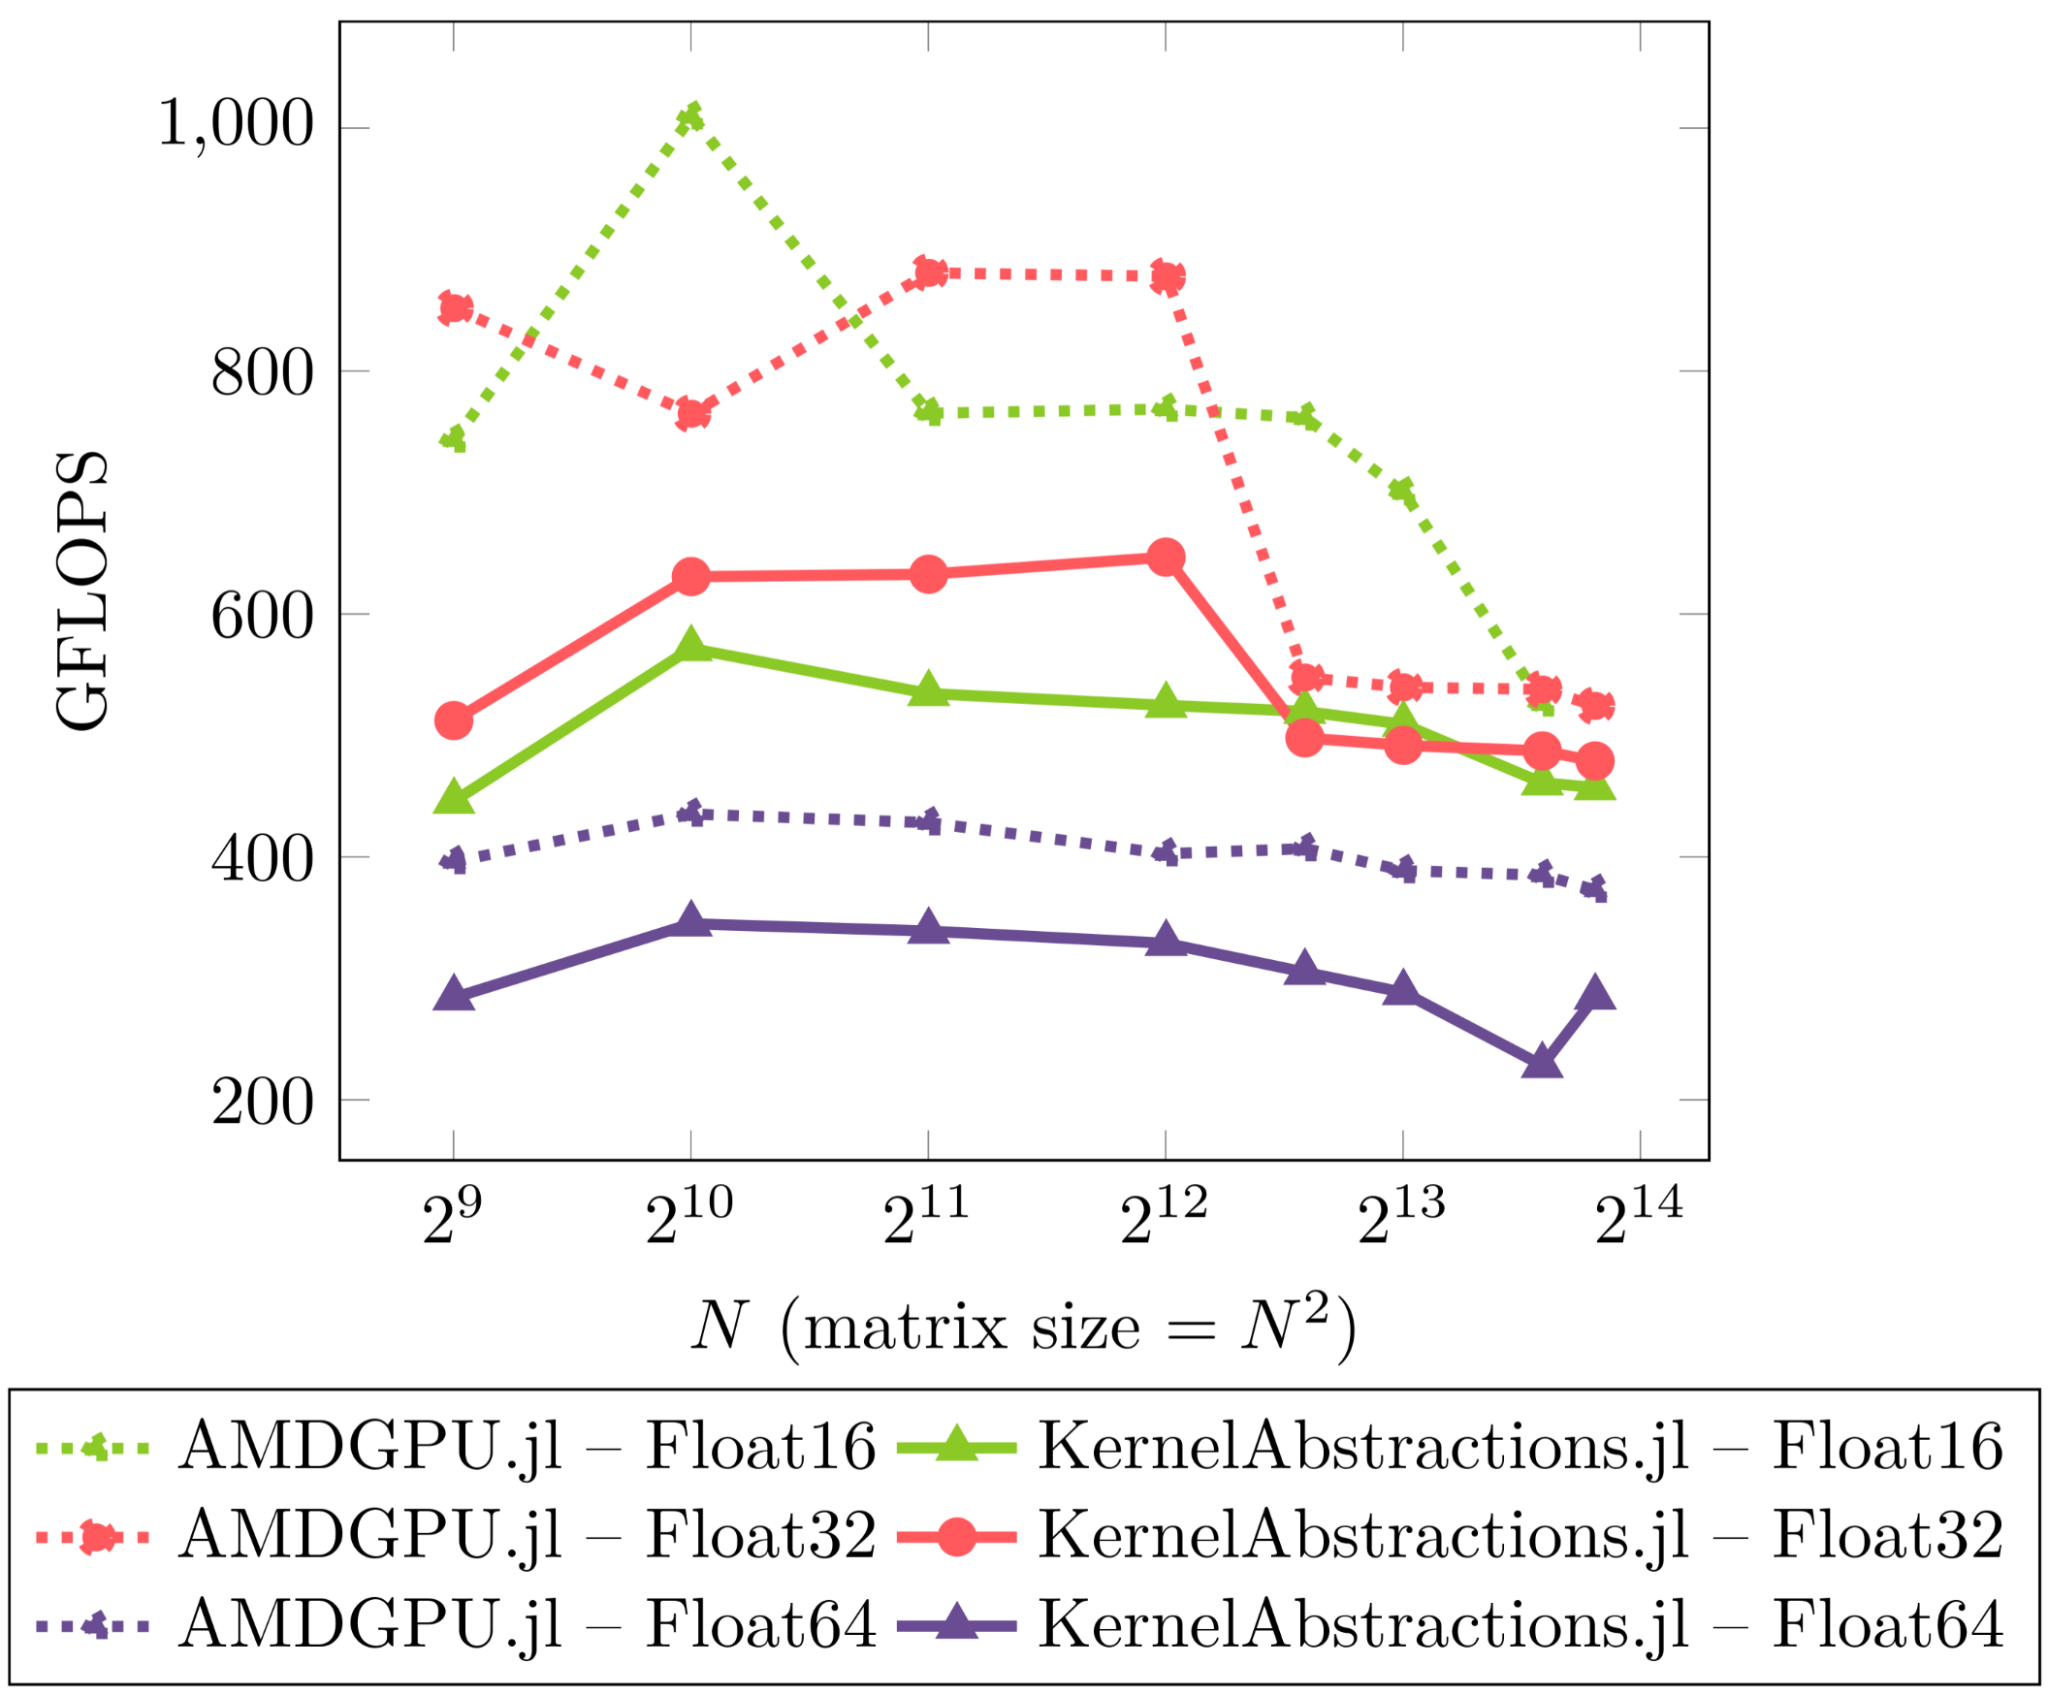 1,000
800
600
400
200
GFLOPS
2^9 2^10 2^11 2^12 2^13 2^14
N (matrix size = N^2)
AMDGPU.jl – Float16 KernelAbstractions.jl – Float16
AMDGPU.jl – Float32 KernelAbstractions.jl – Float32
AMDGPU.jl – Float64 KernelAbstractions.jl – Float64